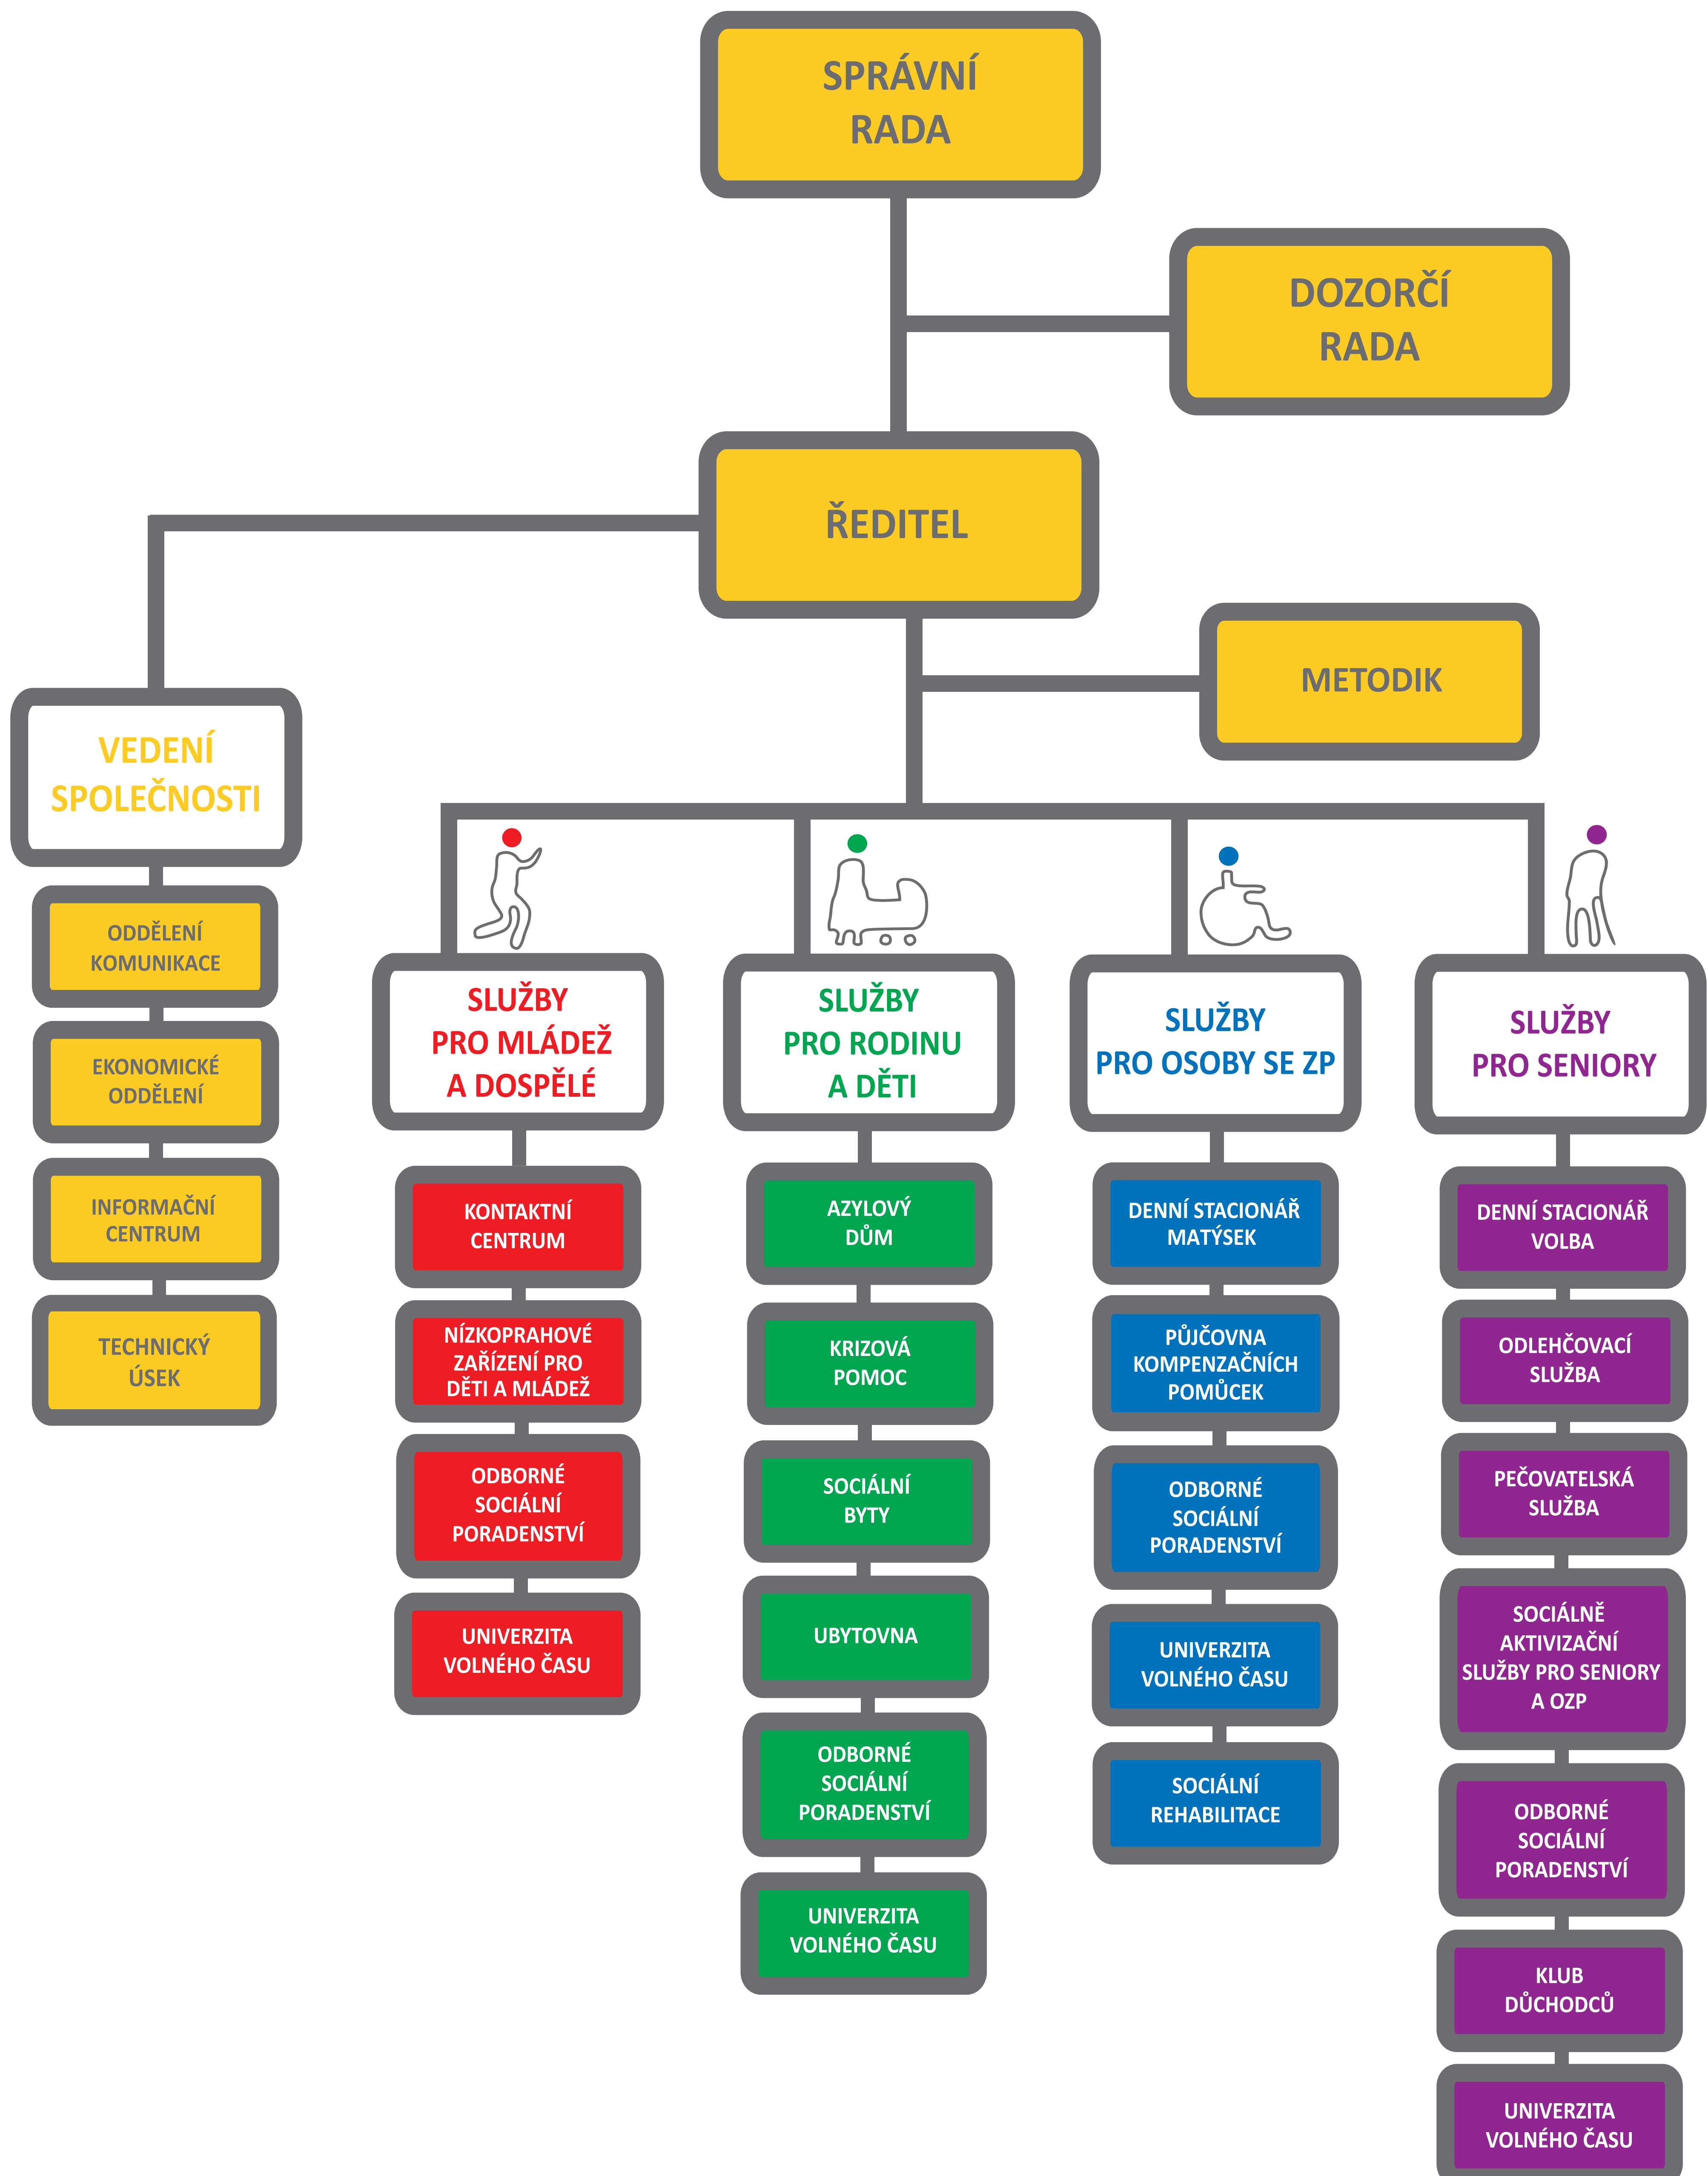 SPRÁVNÍ
RADA
DOZORČÍ
RADA
ŘEDITEL
METODIK
VEDENÍ
SPOLEČNOSTI
ODDĚLENÍ
KOMUNIKACE
EKONOMICKÉ
ODDĚLENÍ
INFORMAČNÍ
CENTRUM
TECHNICKÝ
ÚSEK
SLUŽBY
PRO MLÁDEŽ
A DOSPĚLÉ
KONTAKTNÍ
CENTRUM
NÍZKOPRAHOVÉ
ZAŘÍZENÍ PRO
DĚTI A MLÁDEŽ
ODBORNÉ
SOCIÁLNÍ
PORADENSTVÍ
UNIVERZITA
VOLNÉHO ČASU
SLUŽBY
PRO RODINU
A DĚTI
AZYLOVÝ
DŮM
KRIZOVÁ
POMOC
SOCIÁLNÍ
BYTY
UBYTOVNA
ODBORNÉ
SOCIÁLNÍ
PORADENSTVÍ
UNIVERZITA
VOLNÉHO ČASU
SLUŽBY
PRO OSOBY SE ZP
DENNÍ STACIONÁŘ
MATÝSEK
PŮJČOVNA
KOMPENZAČNÍCH
POMŮCEK
ODBORNÉ
SOCIÁLNÍ
PORADENSTVÍ
UNIVERZITA
VOLNÉHO ČASU
SOCIÁLNÍ
REHABILITACE
SLUŽBY
PRO SENIORY
DENNÍ STACIONÁŘ
VOLBA
ODLEHČOVACÍ
SLUŽBA
PEČOVATELSKÁ
SLUŽBA
SOCIÁLNĚ
AKTIVIZAČNÍ
SLUŽBY PRO SENIORY
A OZP
ODBORNÉ
SOCIÁLNÍ
PORADENSTVÍ
KLUB
DŮCHODCŮ
UNIVERZITA
VOLNÉHO ČASU